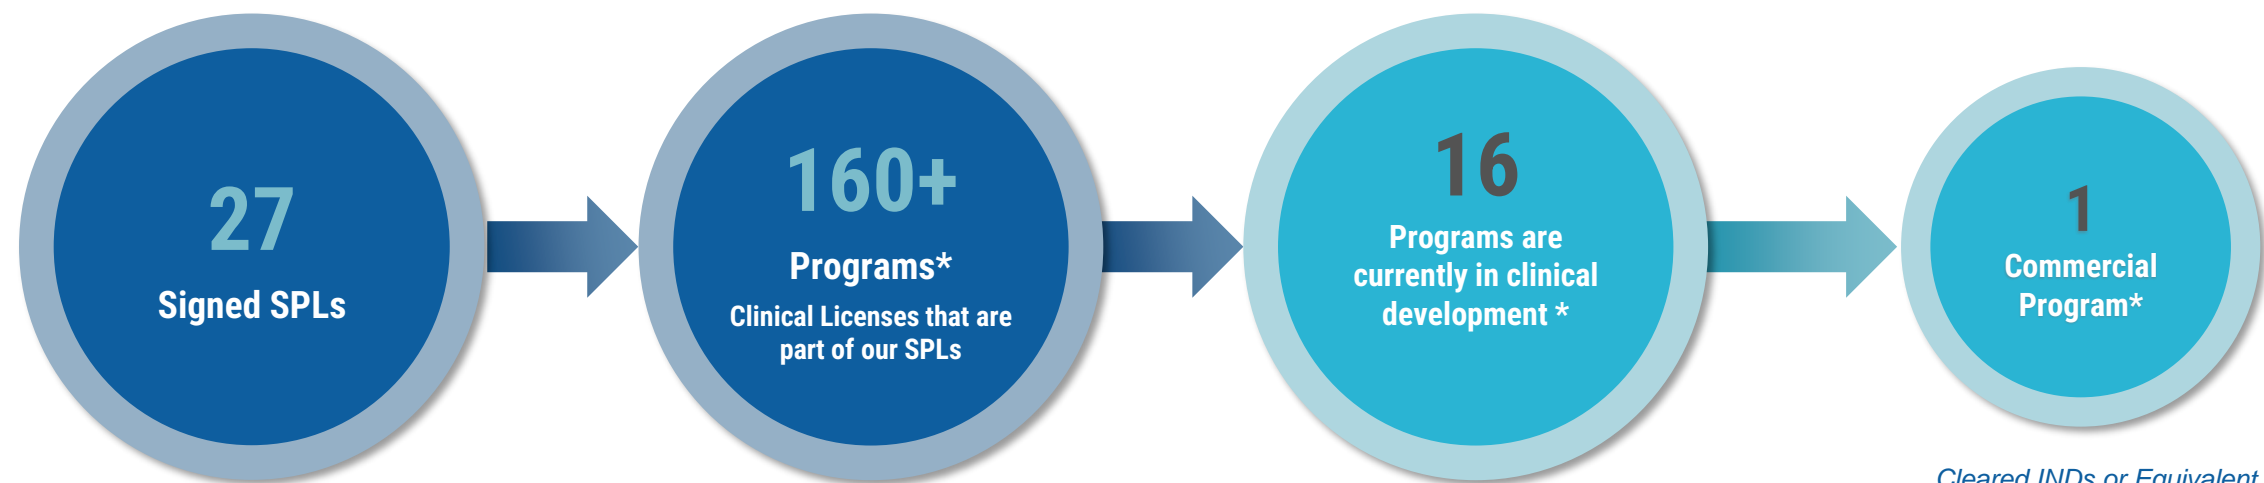 27
Signed SPLs
160+
Programs*
Clinical Licenses that are
part of our SPLs
16
Programs are
currently in clinical
development *
1
Commercial
Program*
Cleared INDs or Equivalent